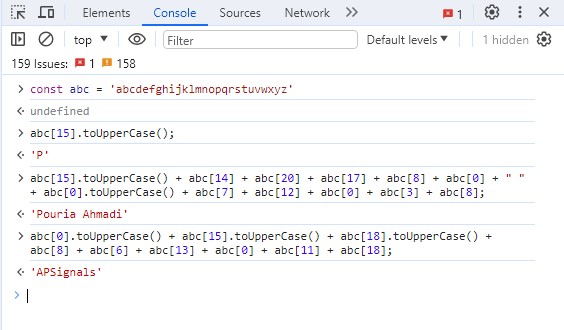 Elements Console Sources Network 1
top Filter Default levels 1 hidden
159 Issues: 1 158
> const abc = 'abcdefghijklmnopqrstuvwxyz'
undefined
> abc[15].toUpperCase();
'P'
> abc[15].toUpperCase() + abc[14] + abc[20] + abc[17] + abc[8] + abc[0] + " "
+ abc[0].toUpperCase() + abc[7] + abc[12] + abc[0] + abc[3] + abc[8];
'Pouria Ahmadi'
> abc[0].toUpperCase() + abc[15].toUpperCase() + abc[18].toUpperCase() +
abc[8] + abc[6] + abc[13] + abc[0] + abc[11] + abc[18];
'APSignals'
>